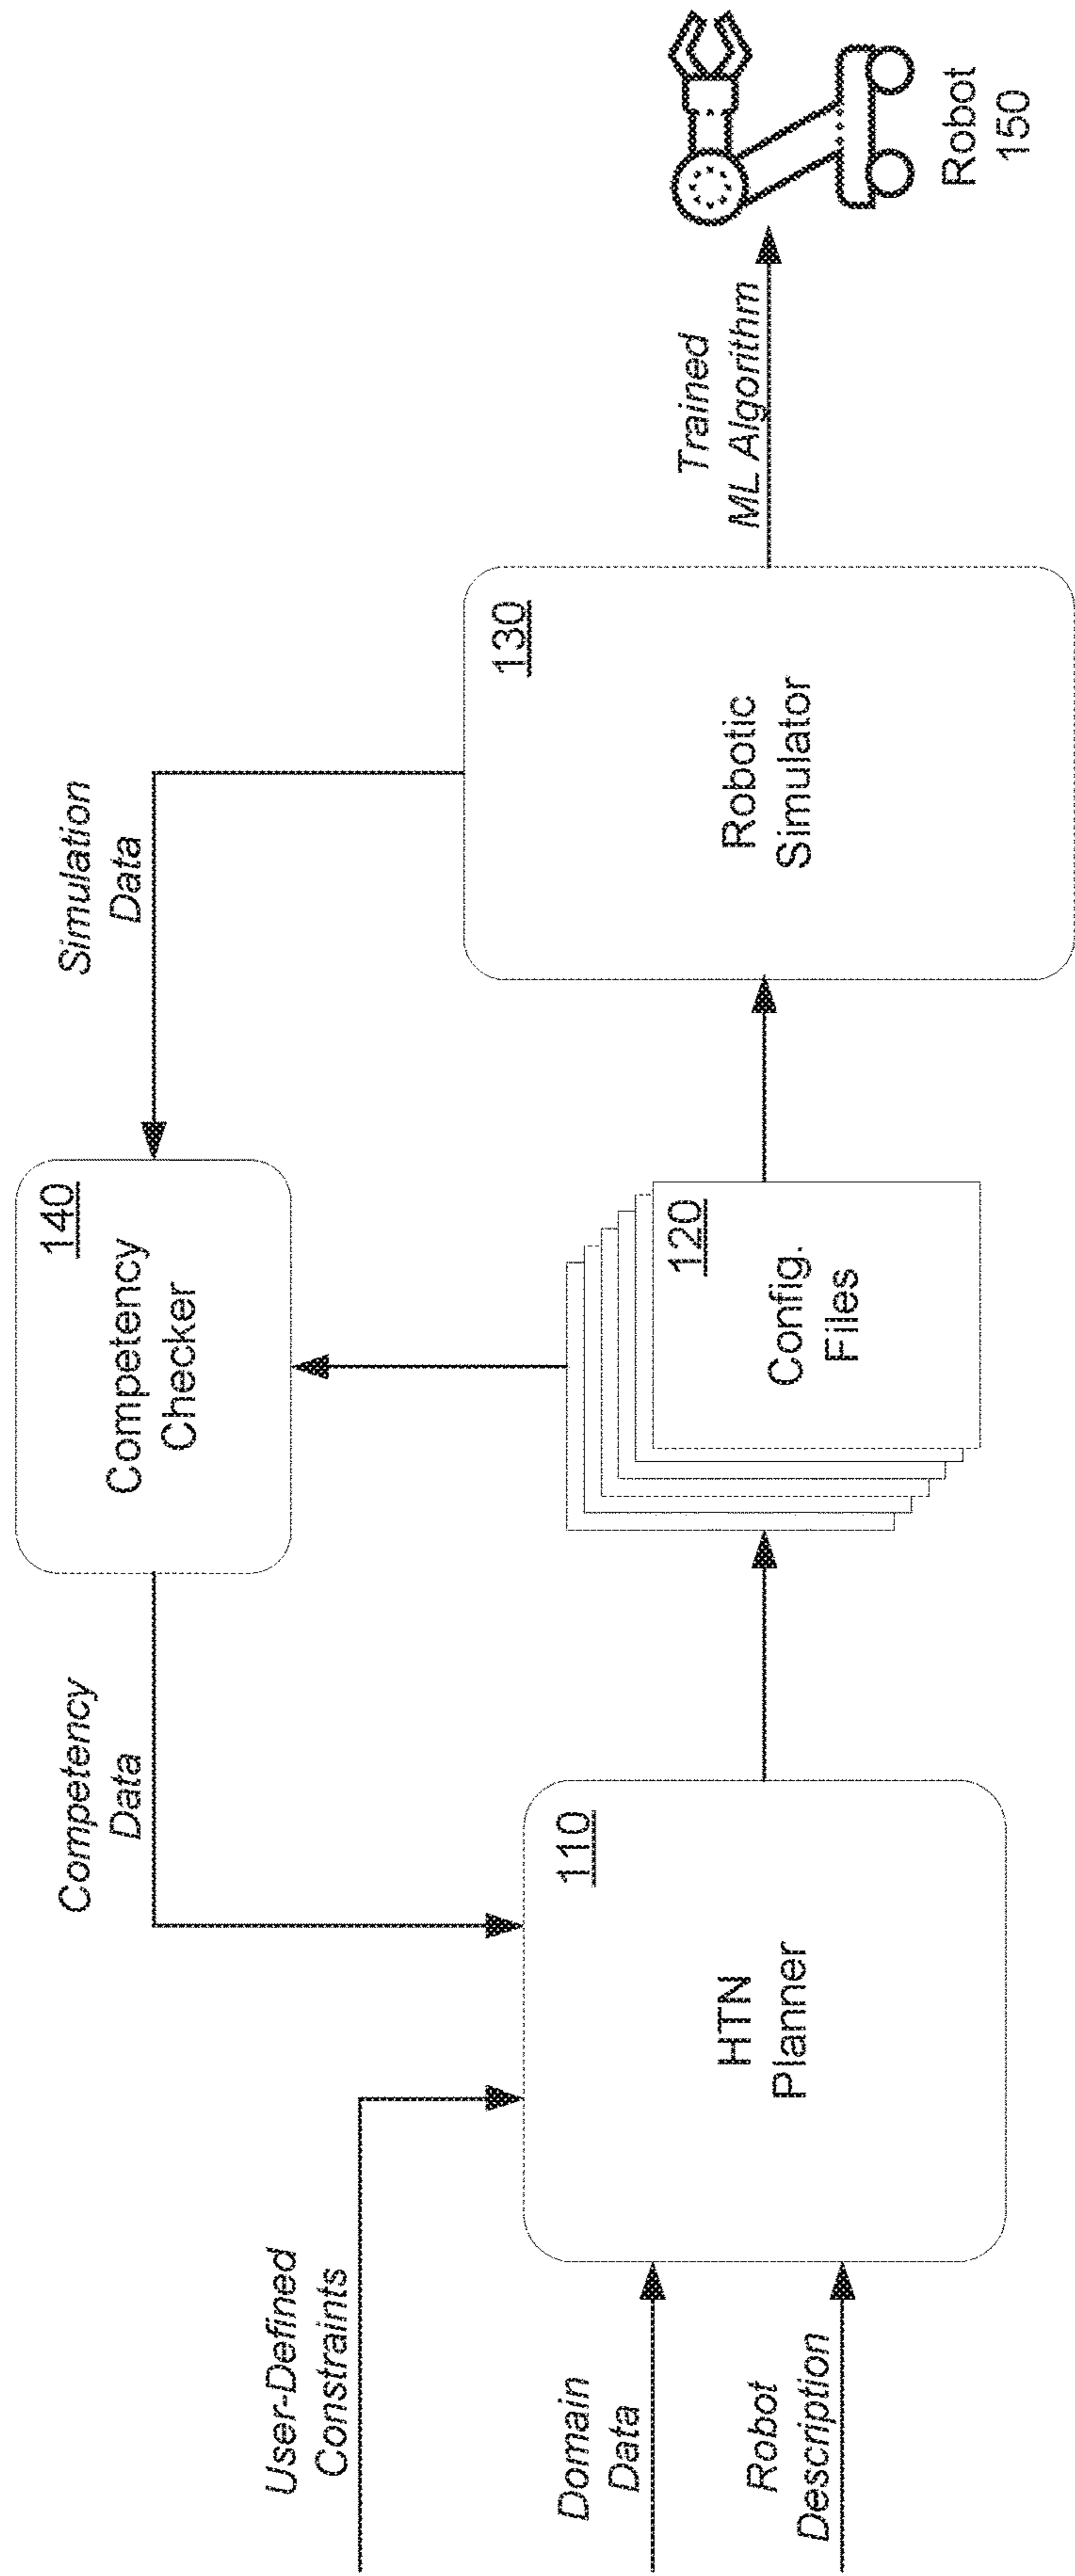 User-Defined
Constraints
Domain
Data
Robot
Description
Competency
Data
110
HTN
Planner
140
Competency
Checker
120
Config.
Files
Simulation
Data
130
Robotic
Simulator
Trained
ML Algorithm
Robot
150